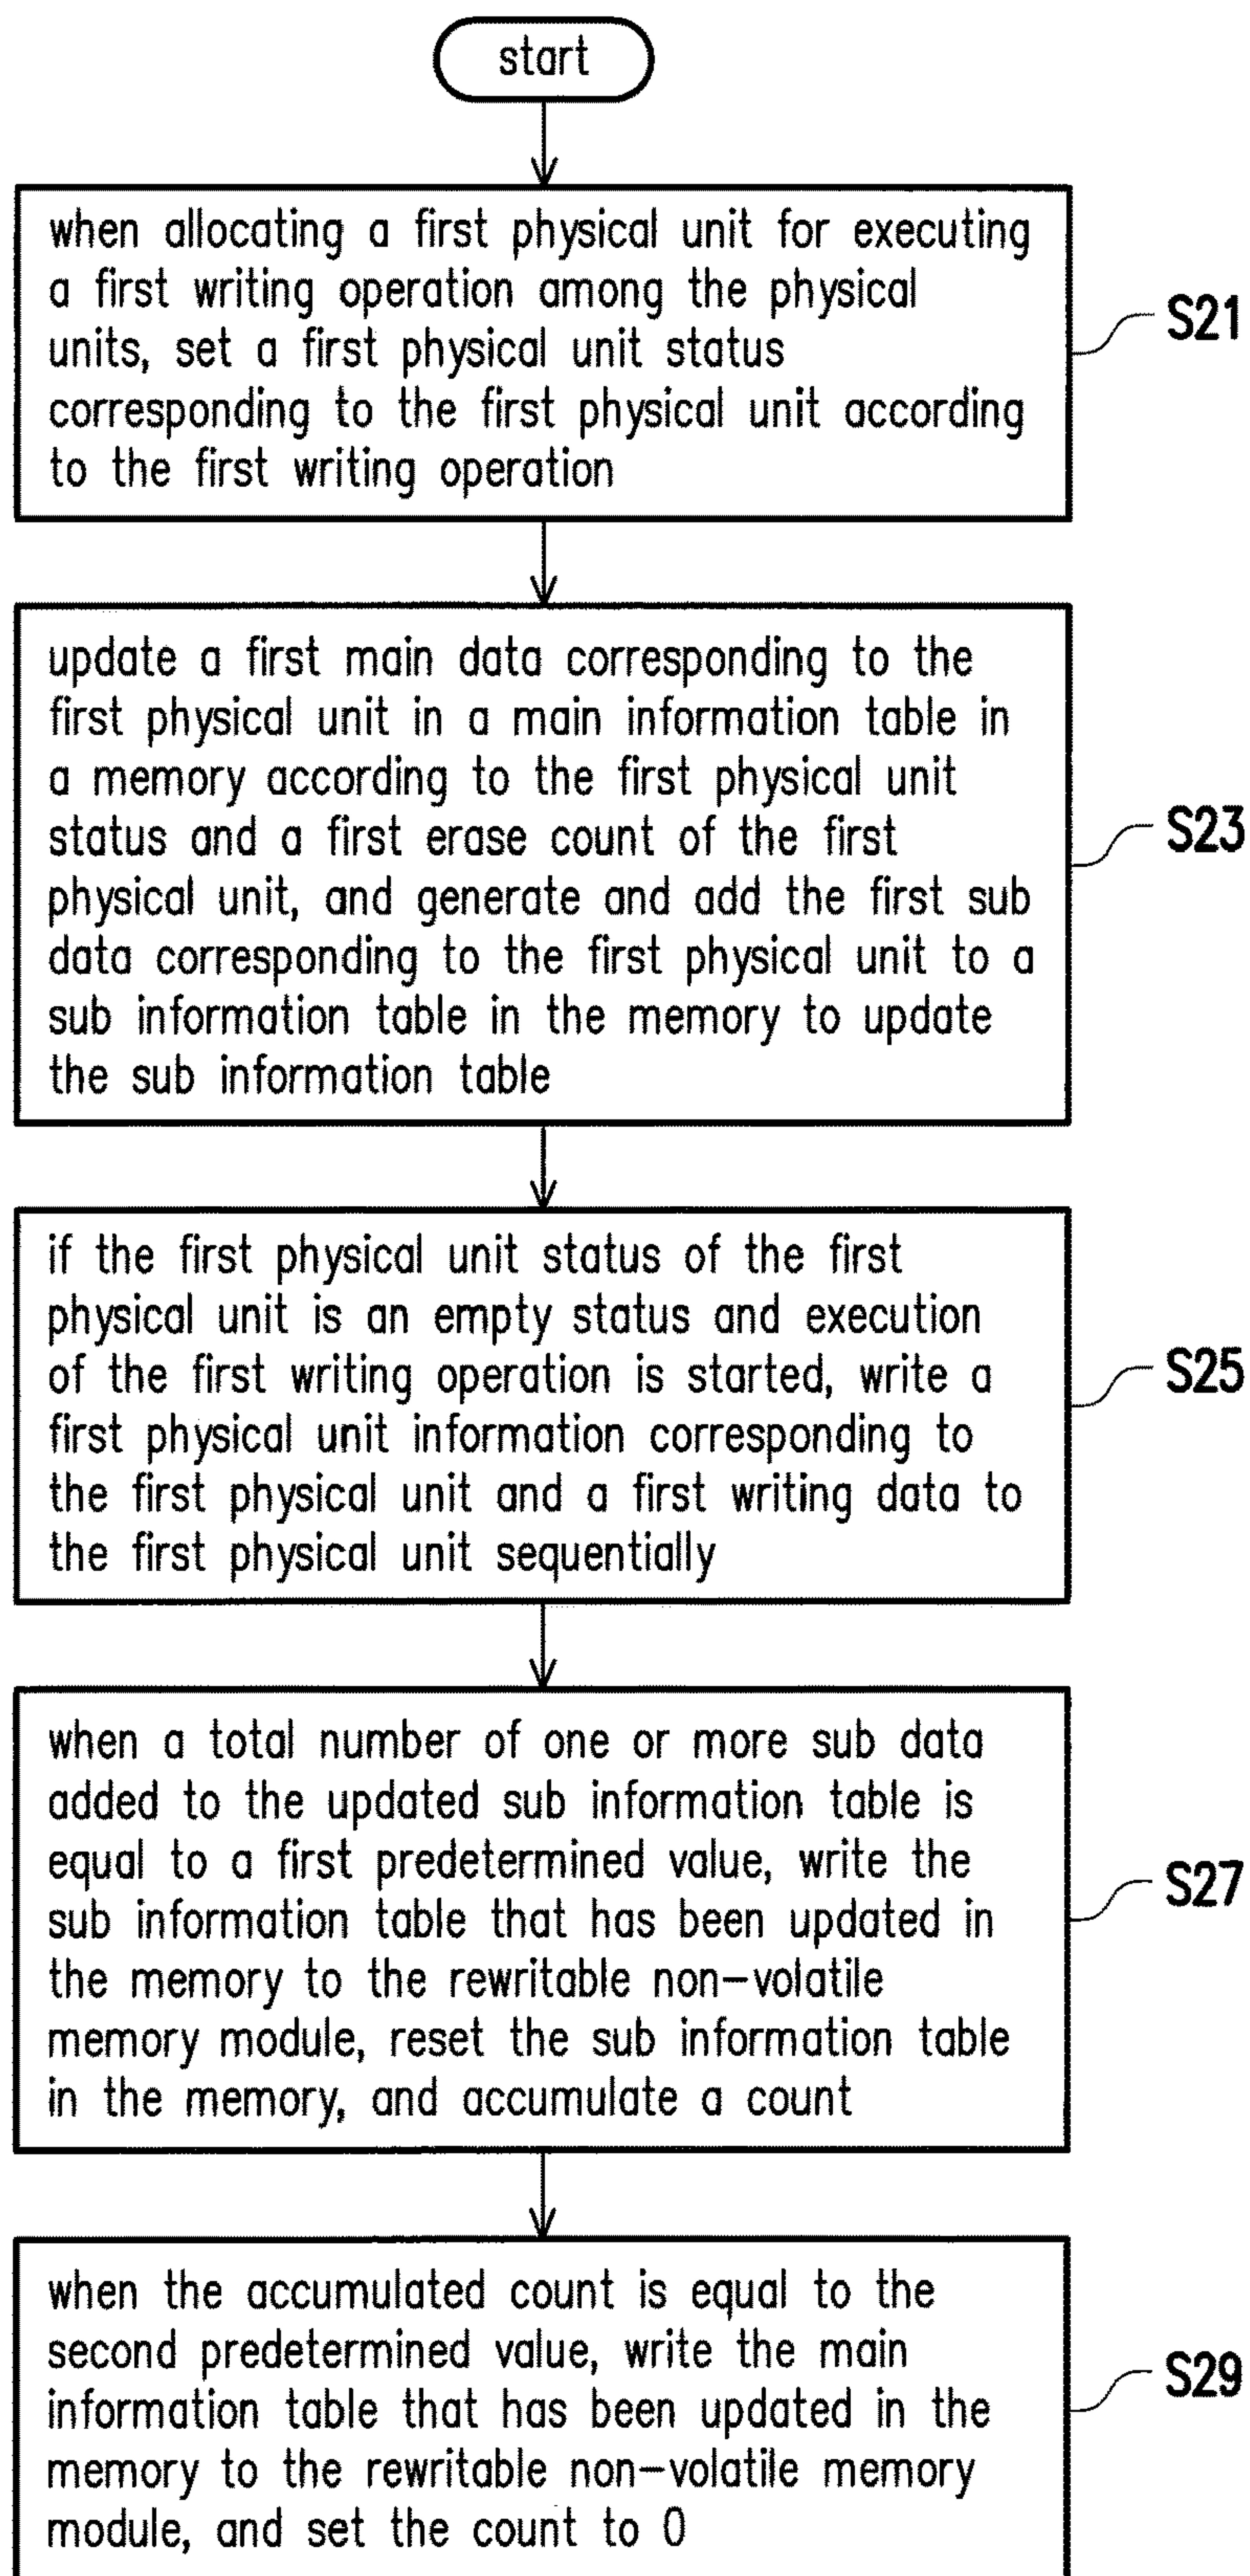 start
when allocating a first physical unit for executing
a first writing operation among the physical
units, set a first physical unit status
corresponding to the first physical unit according
to the first writing operation
S21
update a first main data corresponding to the
first physical unit in a main information table in
a memory according to the first physical unit
status and a first erase count of the first
physical unit, and generate and add the first sub
data corresponding to the first physical unit to a
sub information table in the memory to update
the sub information table
S23
if the first physical unit status of the first
physical unit is an empty status and execution
of the first writing operation is started, write a
first physical unit information corresponding to
the first physical unit and a first writing data to
the first physical unit sequentially
S25
when a total number of one or more sub data
added to the updated sub information table is
equal to a first predetermined value, write the
sub information table that has been updated in
the memory to the rewritable non-volatile
memory module, reset the sub information table
in the memory, and accumulate a count
S27
when the accumulated count is equal to the
second predetermined value, write the main
information table that has been updated in the
memory to the rewritable non-volatile memory
module, and set the count to 0
S29